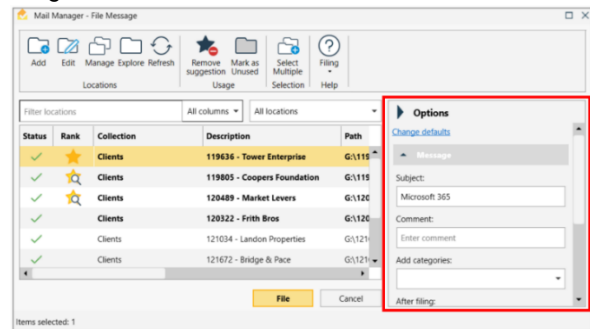 Mail Manager - File Message
Add Edit Manage Explore Refresh
Locations
Remove suggestion Mark as Unused
Usage
Select Multiple
Selection
Filing
Help
Filter locations All columns All locations
Status Rank Collection Description Path
Clients 119636 - Tower Enterprise G:\119
Clients 119805 - Coopers Foundation G:\119
Clients 120489 - Market Levers G:\120
Clients 120322 - Frith Bros G:\120
Clients 121034 - Landon Properties G:\121
Clients 121672 - Bridge & Pace G:\121
File Cancel
Items selected: 1
Options
Change defaults
Message
Subject:
Microsoft 365
Comment:
Enter comment
Add categories:
After filing: